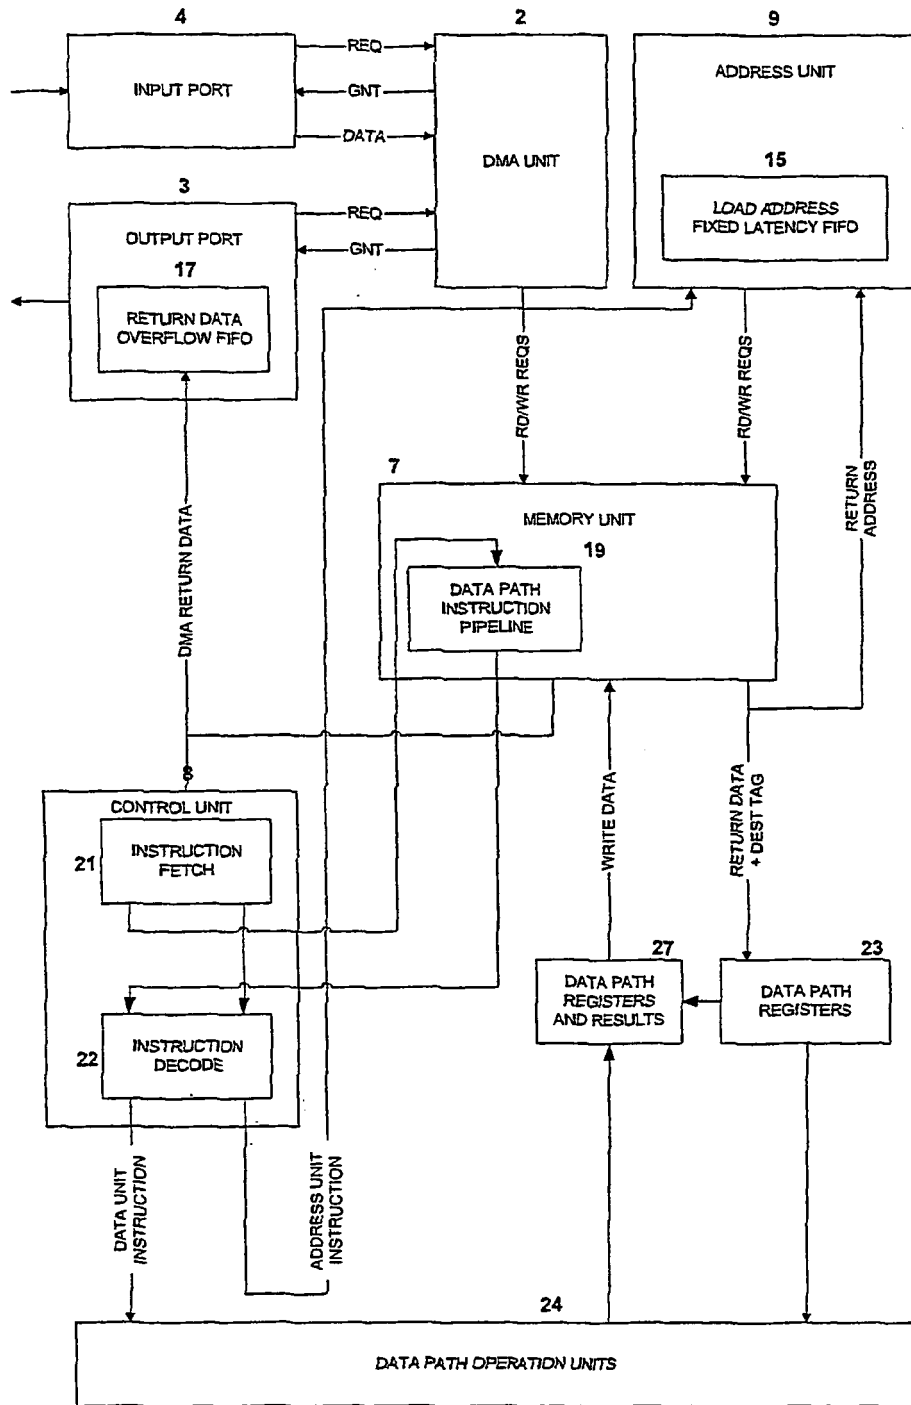 4
2
9
INPUT PORT
REQ
GNT
DATA
DMA UNIT
ADDRESS UNIT
15
LOAD ADDRESS
FIXED LATENCY FIFO
3
OUTPUT PORT
REQ
GNT
17
RETURN DATA
OVERFLOW FIFO
RD/WR REQS
RD/WR REQS
RETURN
ADDRESS
7
MEMORY UNIT
19
DATA PATH
INSTRUCTION
PIPELINE
DMA RETURN DATA
8
CONTROL UNIT
21
INSTRUCTION
FETCH
WRITE DATA
RETURN DATA
+ DEST TAG
27
DATA PATH
REGISTERS
AND RESULTS
23
DATA PATH
REGISTERS
22
INSTRUCTION
DECODE
DATA UNIT
INSTRUCTION
ADDRESS UNIT
INSTRUCTION
24
DATA PATH OPERATION UNITS